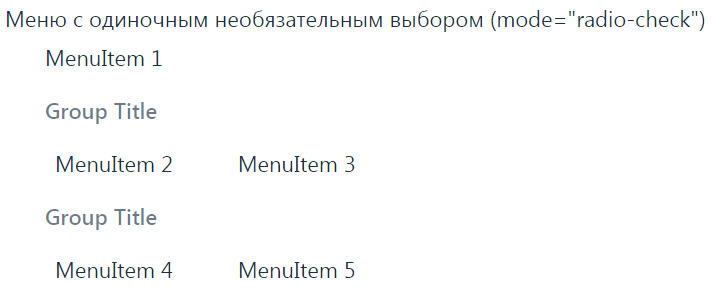 Меню с одиночным необязательным выбором (mode="radio-check")
MenuItem 1
Group Title
MenuItem 2 MenuItem 3
Group Title
MenuItem 4 MenuItem 5